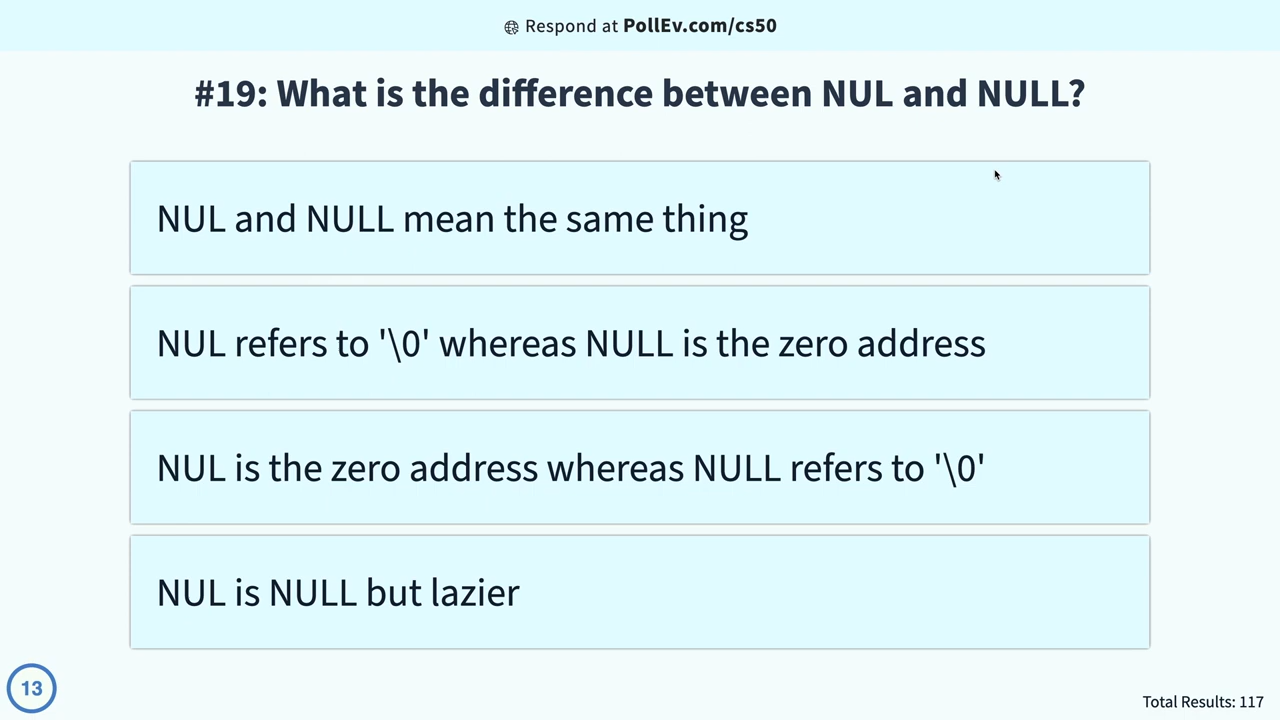 Respond at PollEv.com/cs50
#19: What is the difference between NUL and NULL?
NUL and NULL mean the same thing
NUL refers to '\0' whereas NULL is the zero address
NUL is the zero address whereas NULL refers to '\0'
NUL is NULL but lazier
13
Total Results: 117